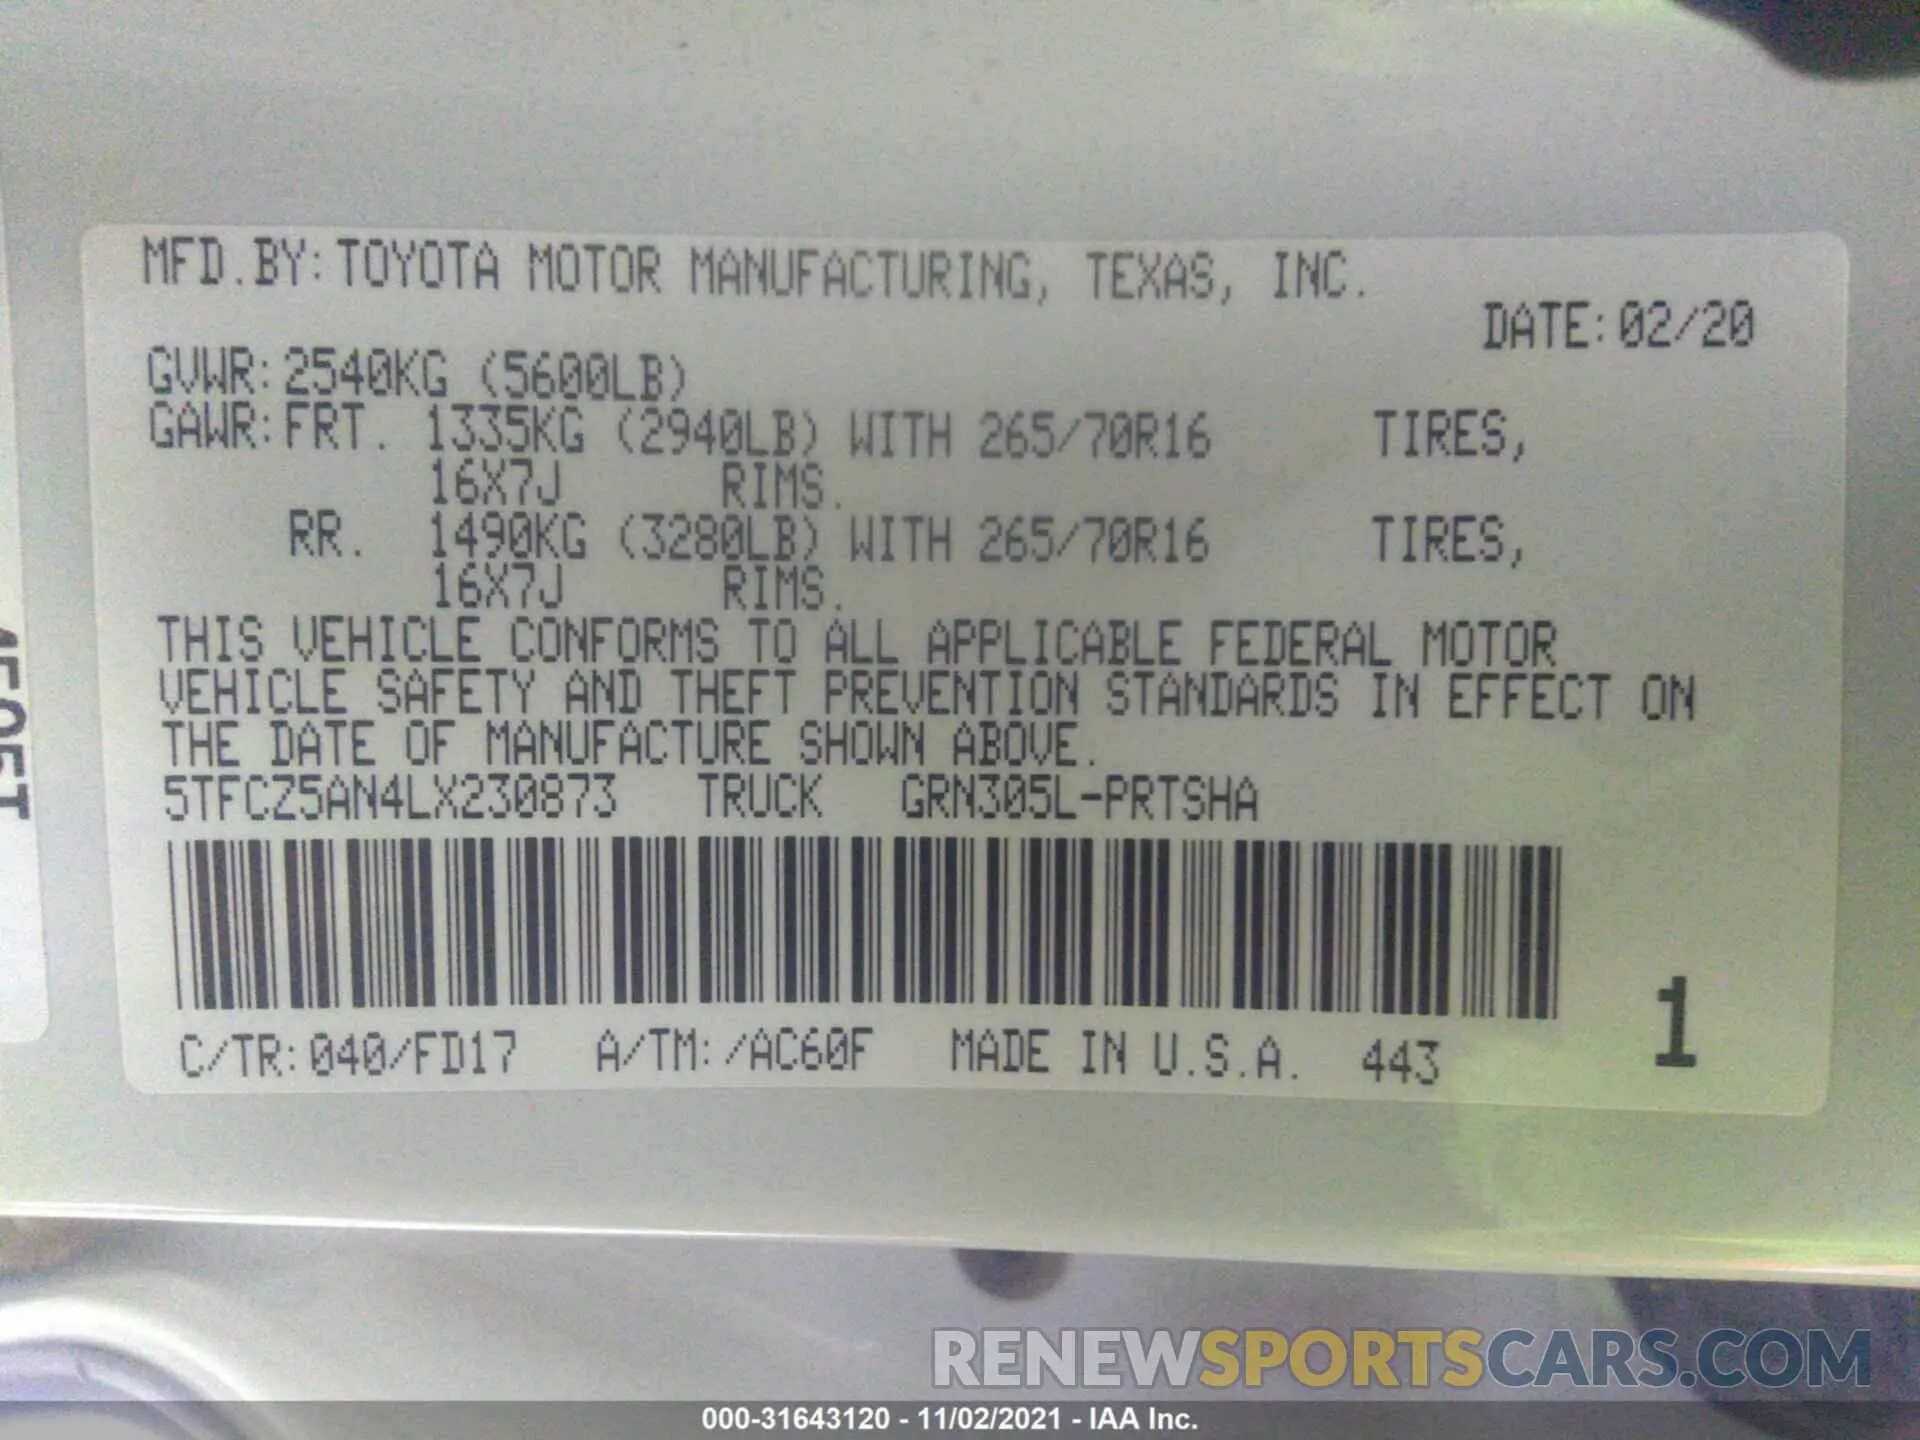 MFD.BY:TOYOTA MOTOR MANUFACTURING, TEXAS, INC.
DATE:02/20
GVWR:2540KG (5600LB)
GAWR:FRT. 1335KG (2940LB) WITH 265/70R16 TIRES,
16X7J RIMS.
RR. 1490KG (3280LB) WITH 265/70R16 TIRES,
16X7J RIMS.
THIS VEHICLE CONFORMS TO ALL APPLICABLE FEDERAL MOTOR
VEHICLE SAFETY AND THEFT PREVENTION STANDARDS IN EFFECT ON
THE DATE OF MANUFACTURE SHOWN ABOVE.
5TFCZ5AN4LX230873 TRUCK GRN305L-PRTSHA
1
C/TR:040/FD17 A/TM:/AC60F MADE IN U.S.A. 443
RENEWSPORTSCARS.COM
000-31643120 - 11/02/2021 - IAA Inc.